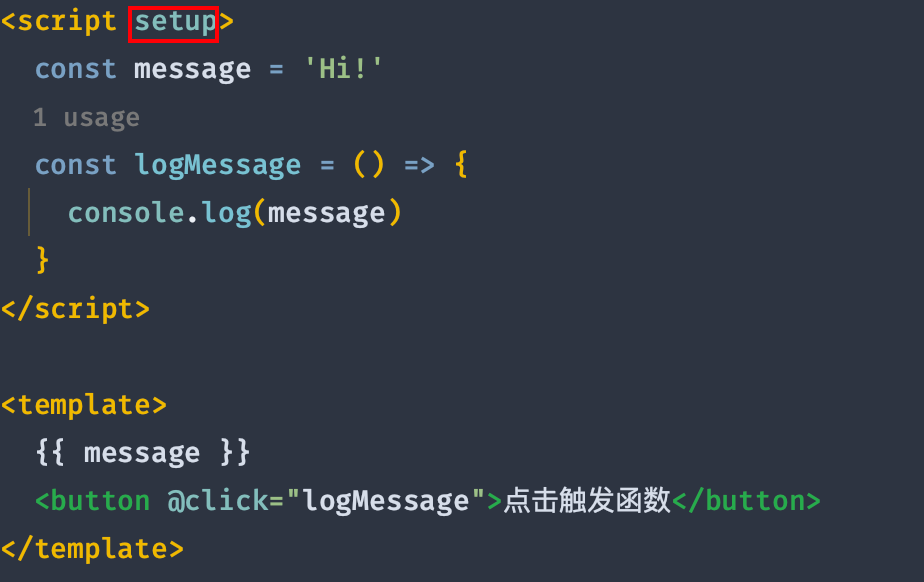 <script setup>
const message = 'Hi!'
1 usage
const logMessage = () => {
console.log(message)
}
</script>
<template>
{{ message }}
<button @click="logMessage">点击触发函数</button>
</template>